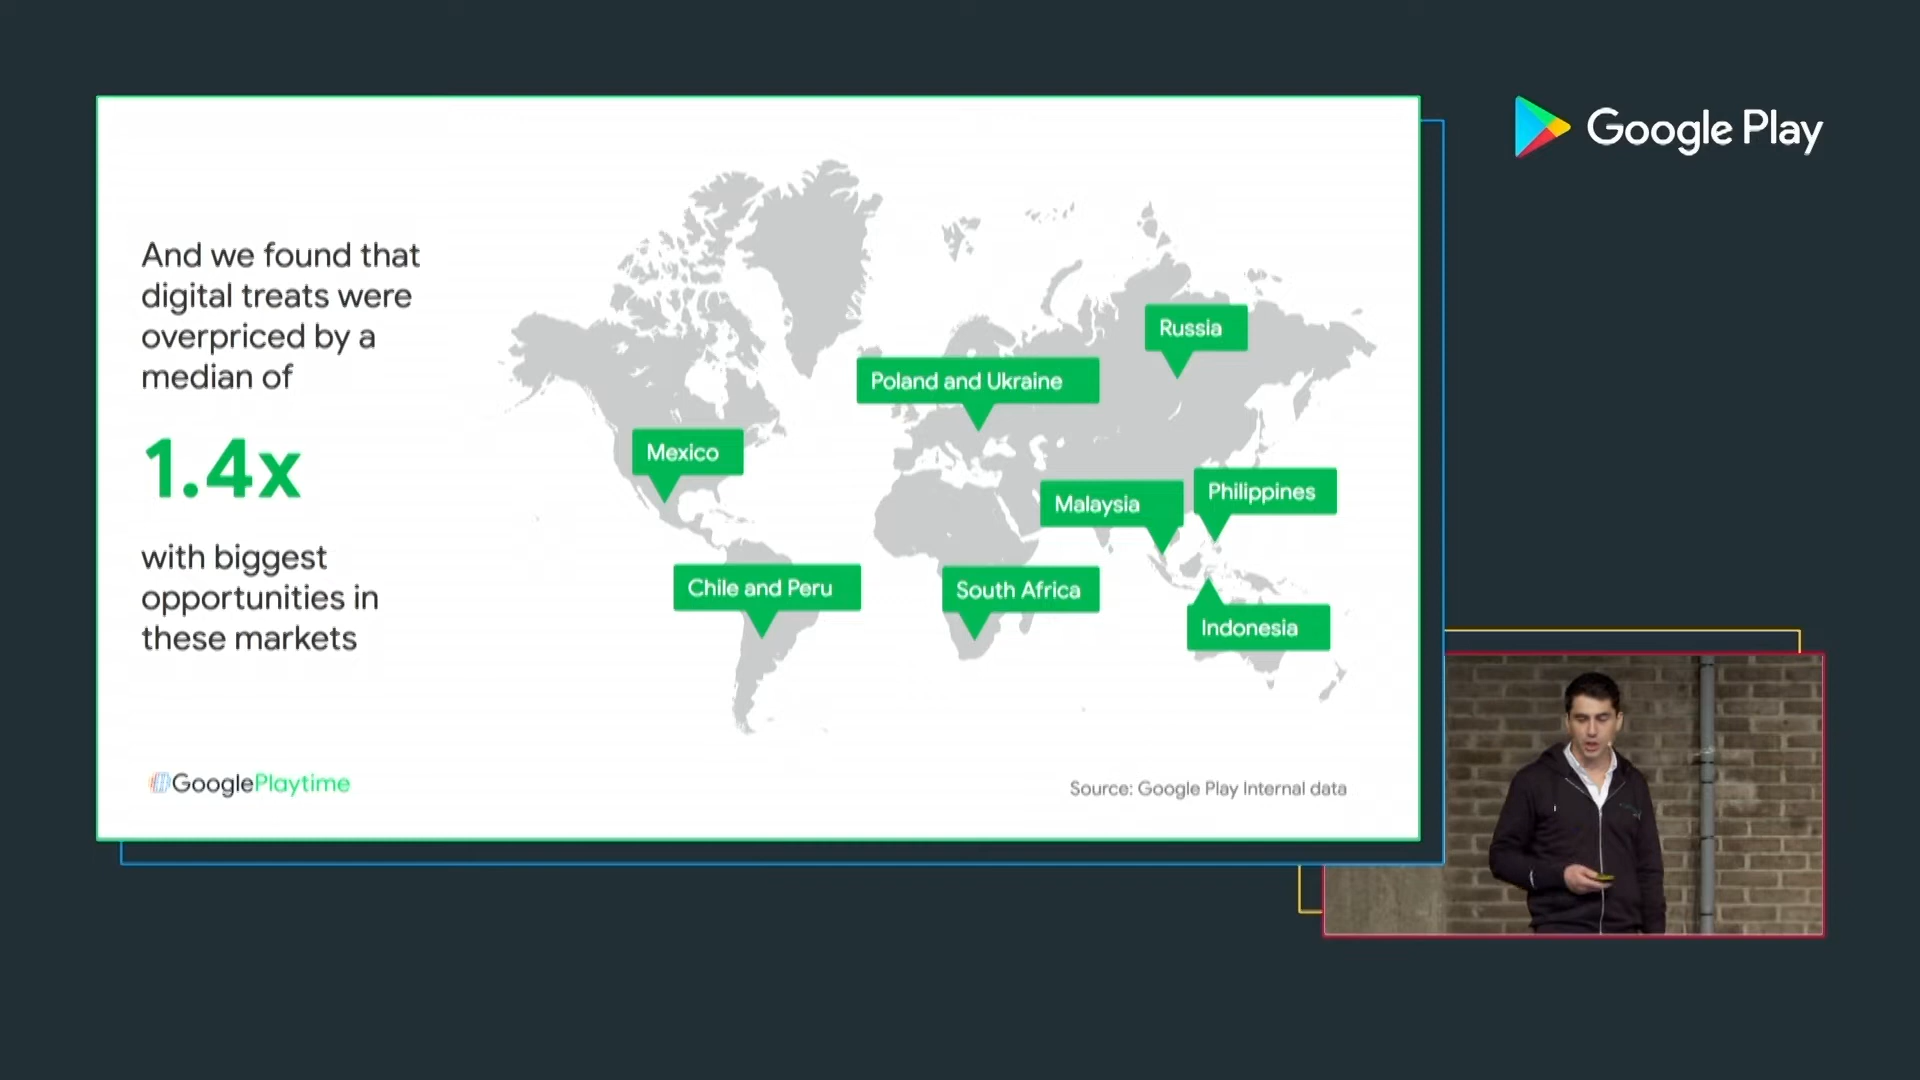 Google Play
And we found that
digital treats were
overpriced by a
median of
1.4x
with biggest
opportunities in
these markets
Russia
Poland and Ukraine
Mexico
Malaysia
Philippines
Chile and Peru
South Africa
Indonesia
GooglePlaytime
Source: Google Play Internal data